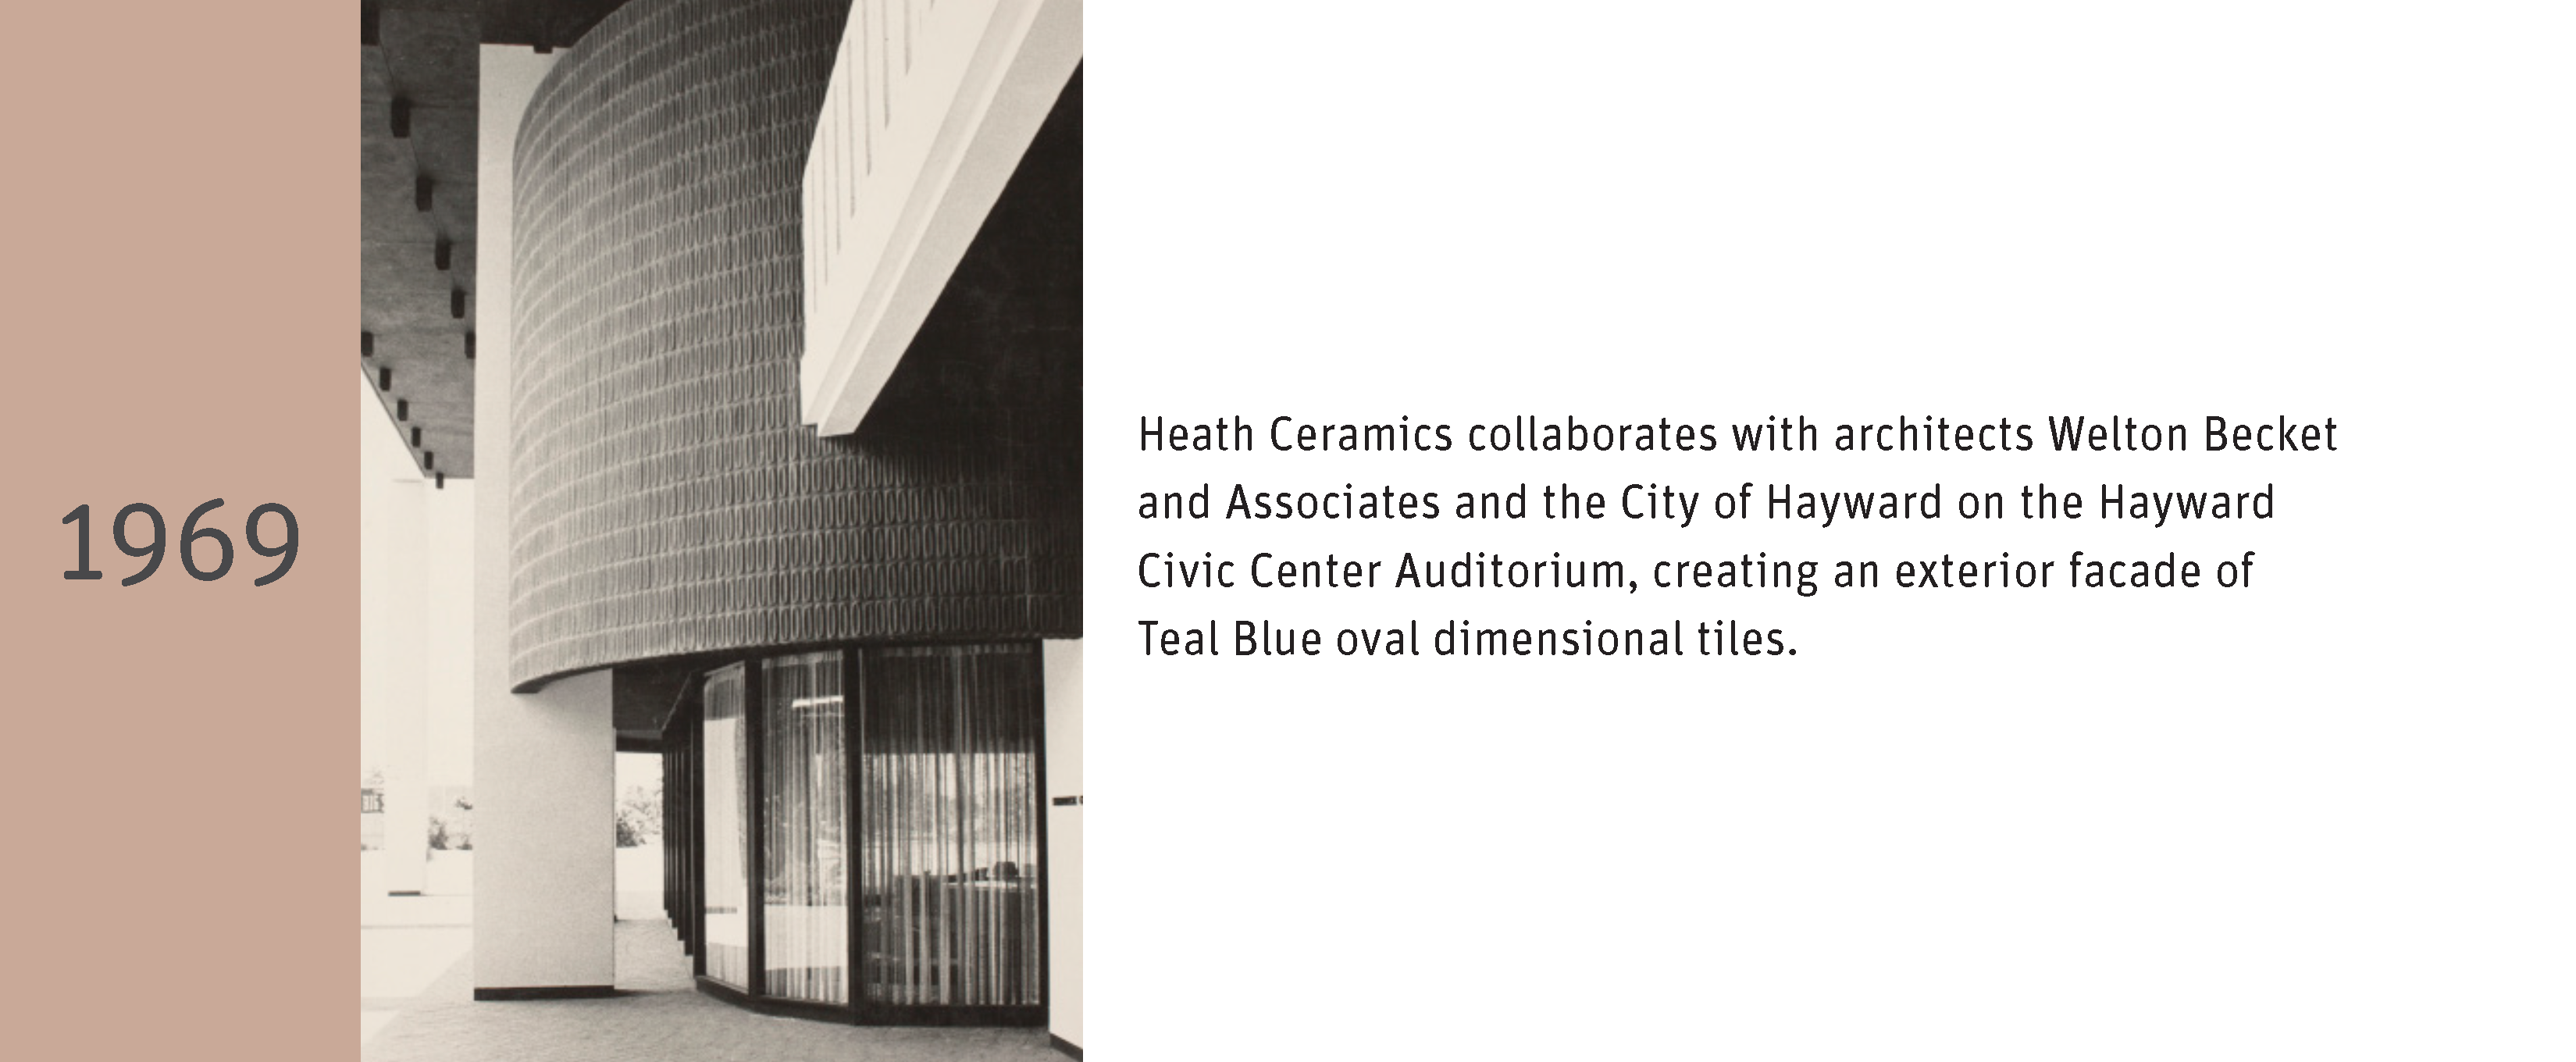 1969
Heath Ceramics collaborates with architects Welton Becket
and Associates and the City of Hayward on the Hayward
Civic Center Auditorium, creating an exterior facade of
Teal Blue oval dimensional tiles.